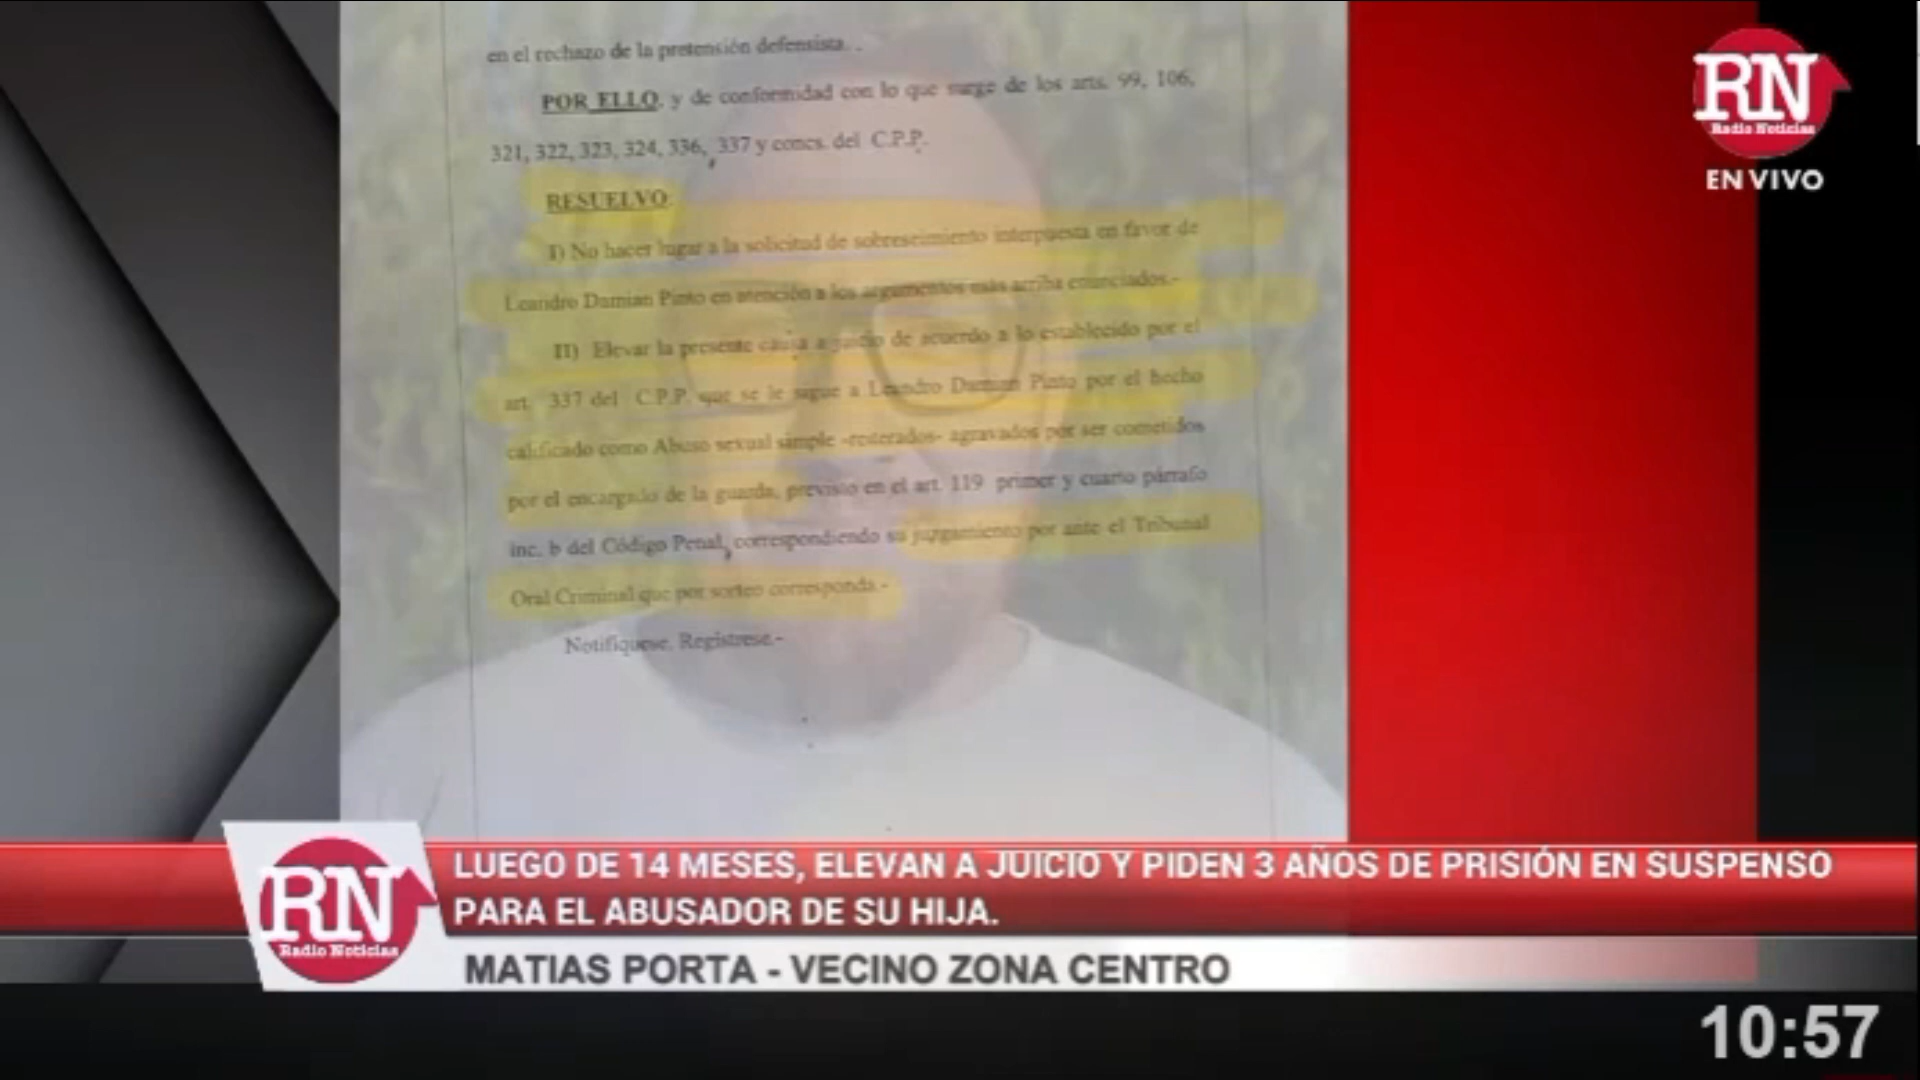 en el rechazo de la pretensión defensista. .
POR ELLO, y de conformidad con lo que surge de los arts. 99, 106,
321, 322, 323, 324, 336, 337 y concs. del C.P.P.
RESUELVO:
I) No hacer lugar a la solicitud de sobreseimiento interpuesta en favor de
Leandro Damian Pinto en atención a los argumentos más arriba enunciados.-
II) Elevar la presente causa a juicio de acuerdo a lo establecido por el
art. 337 del C.P.P. que se le sigue a Leandro Damian Pinto por el hecho
calificado como Abuso sexual simple -reiterados- agravados por ser cometidos
por el encargado de la guarda, previsto en el art. 119 primer y cuarto párrafo
inc. b del Código Penal, correspondiendo su juzgamiento por ante el Tribunal
Oral Criminal que por sorteo corresponda.-
Notifíquese. Regístrese.-
RN
Radio Noticias
EN VIVO
RN
Radio Noticias
LUEGO DE 14 MESES, ELEVAN A JUICIO Y PIDEN 3 AÑOS DE PRISIÓN EN SUSPENSO
PARA EL ABUSADOR DE SU HIJA.
MATIAS PORTA - VECINO ZONA CENTRO
10:57